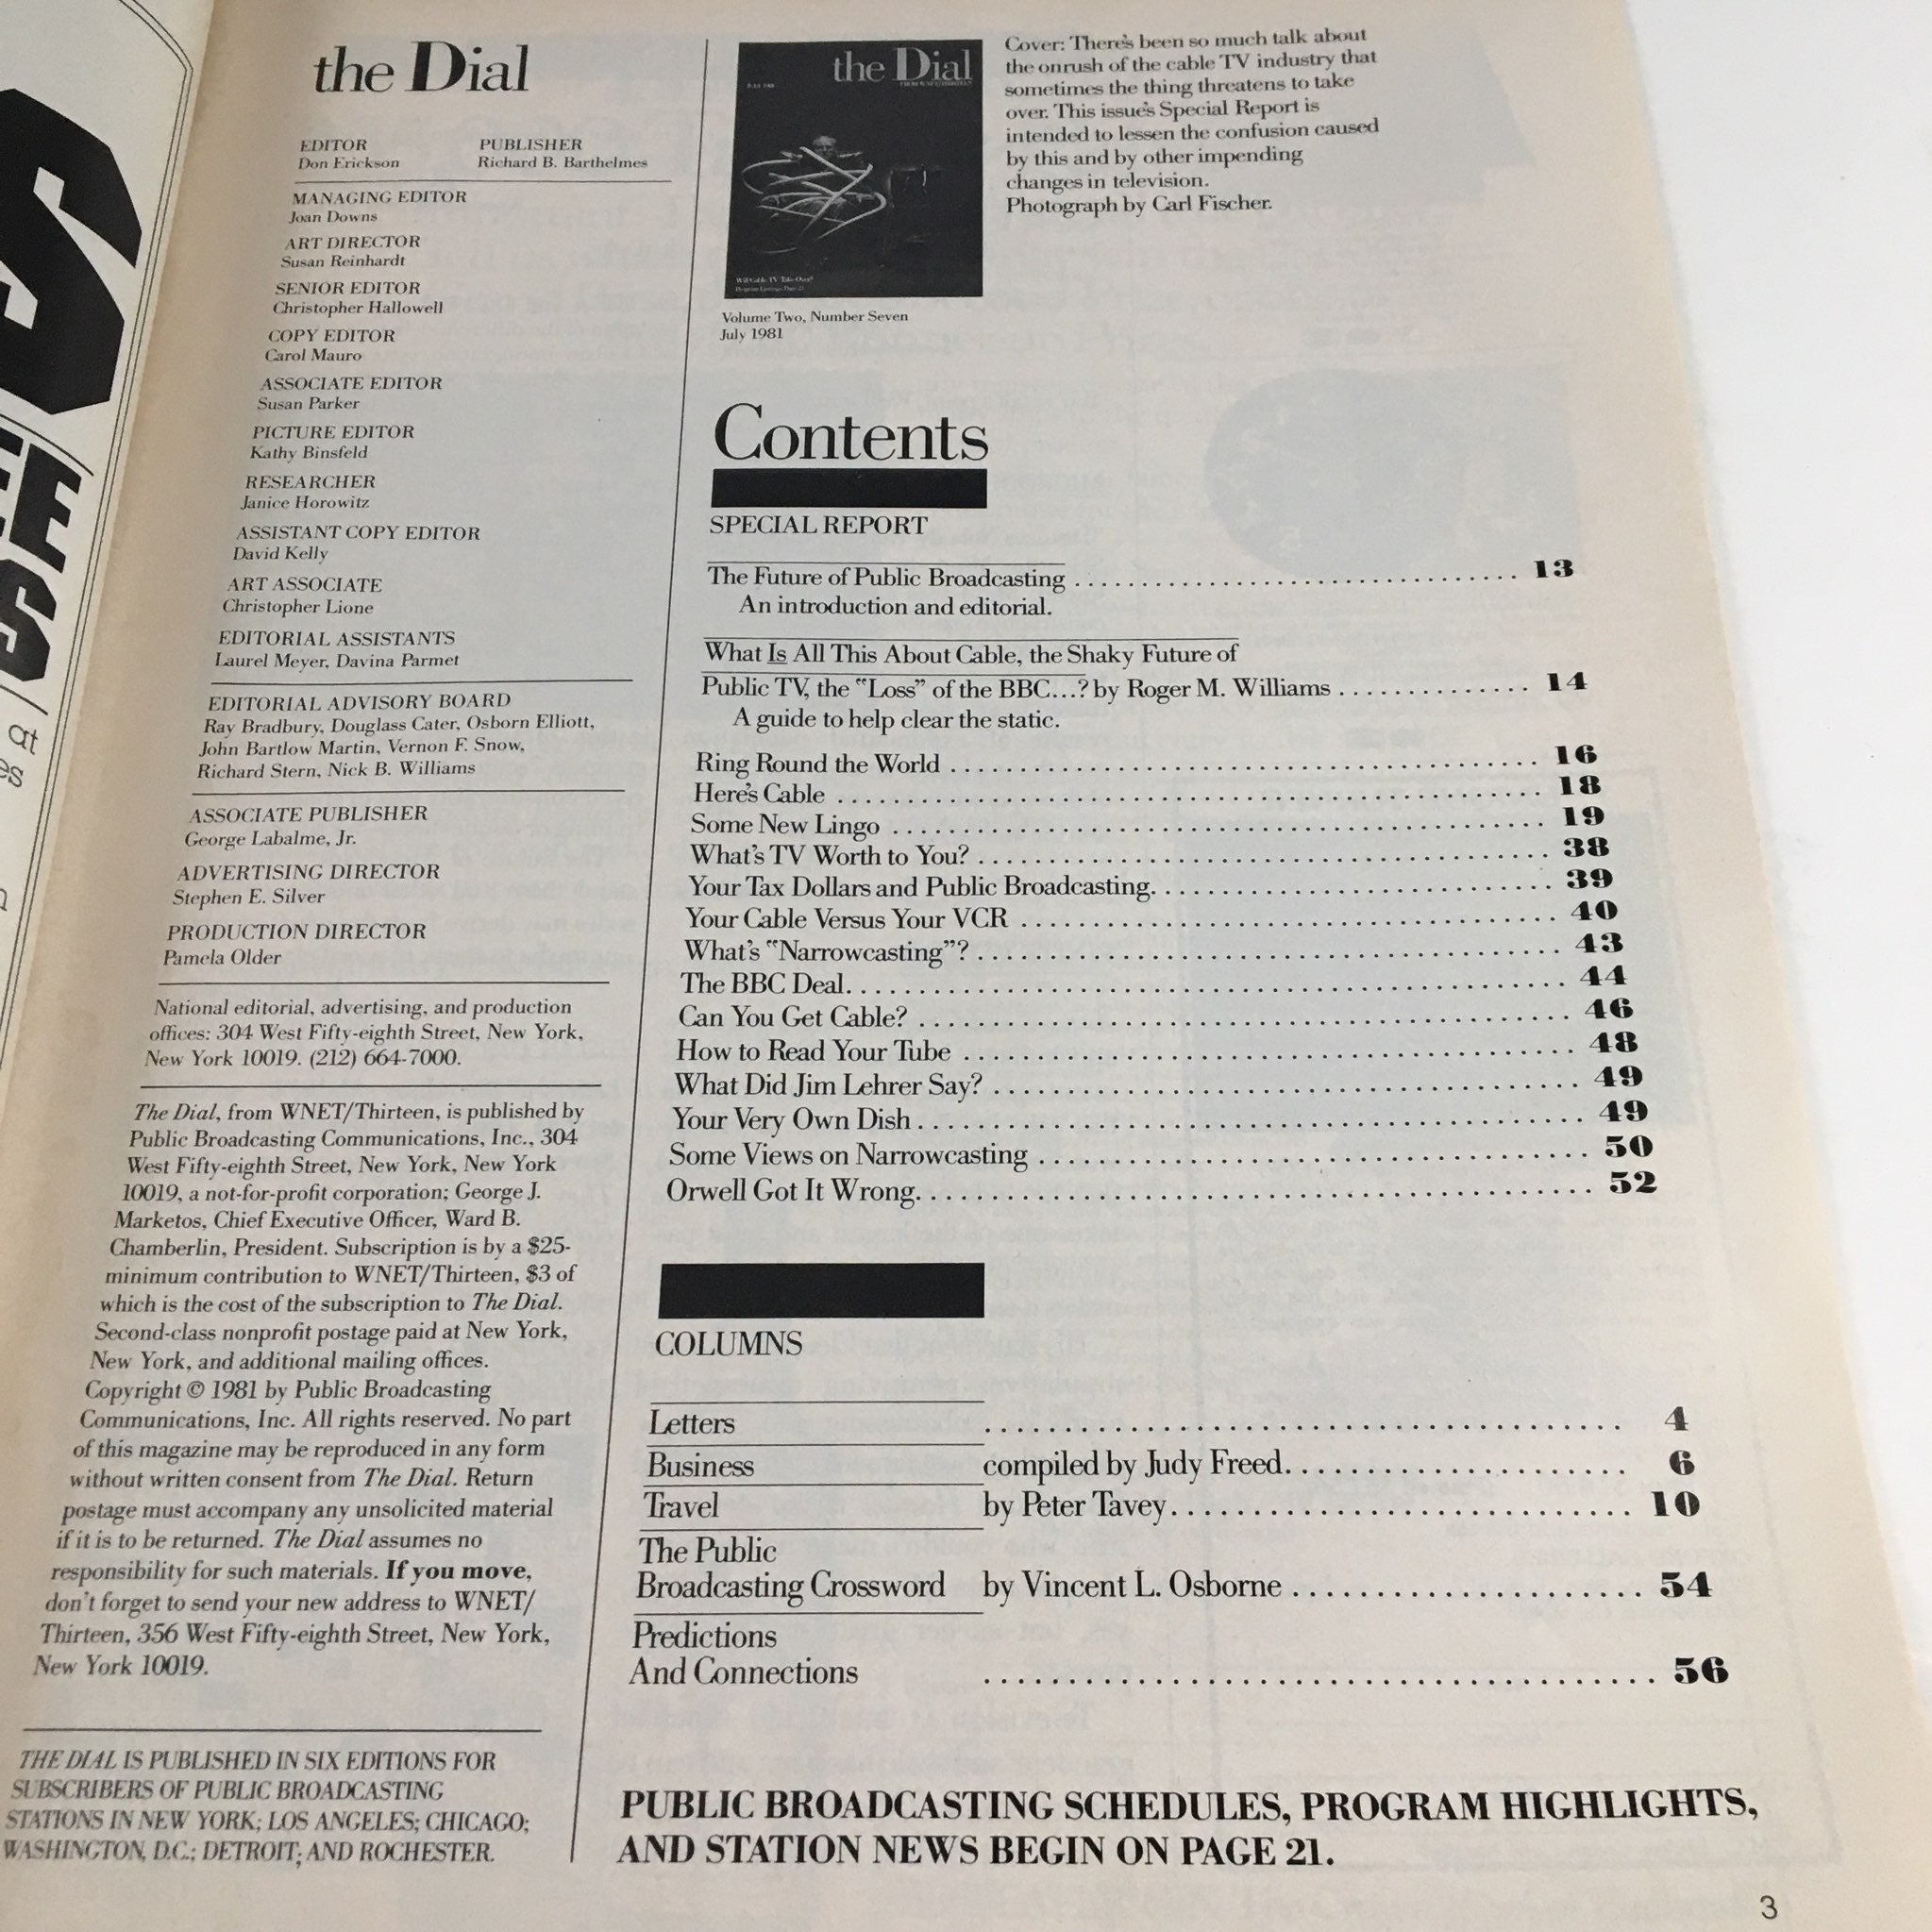 the Dial
EDITOR
Don Erickson
PUBLISHER
Richard B. Barthelmes
MANAGING EDITOR
Joan Downs
ART DIRECTOR
Susan Reinhardt
SENIOR EDITOR
Christopher Hallowell
COPY EDITOR
Carol Mauro
ASSOCIATE EDITOR
Susan Parker
PICTURE EDITOR
Kathy Binsfeld
RESEARCHER
Janice Horowitz
ASSISTANT COPY EDITOR
David Kelly
ART ASSOCIATE
Christopher Lione
EDITORIAL ASSISTANTS
Laurel Meyer, Davina Parmet
EDITORIAL ADVISORY BOARD
Ray Bradbury, Douglass Cater, Osborn Elliott,
John Bartlow Martin, Vernon F. Snow,
Richard Stern, Nick B. Williams
ASSOCIATE PUBLISHER
George Labalme, Jr.
ADVERTISING DIRECTOR
Stephen E. Silver
PRODUCTION DIRECTOR
Pamela Older
National editorial, advertising, and production
offices: 304 West Fifty-eighth Street, New York,
New York 10019. (212) 664-7000.
The Dial, from WNET/Thirteen, is published by
Public Broadcasting Communications, Inc., 304
West Fifty-eighth Street, New York, New York
10019, a not-for-profit corporation; George J.
Marketos, Chief Executive Officer, Ward B.
Chamberlin, President. Subscription is by a $25-
minimum contribution to WNET/Thirteen, $3 of
which is the cost of the subscription to The Dial.
Second-class nonprofit postage paid at New York,
New York, and additional mailing offices.
Copyright © 1981 by Public Broadcasting
Communications, Inc. All rights reserved. No part
of this magazine may be reproduced in any form
without written consent from The Dial. Return
postage must accompany any unsolicited material
if it is to be returned. The Dial assumes no
responsibility for such materials. If you move,
don't forget to send your new address to WNET/
Thirteen, 356 West Fifty-eighth Street, New York,
New York 10019.
THE DIAL IS PUBLISHED IN SIX EDITIONS FOR
SUBSCRIBERS OF PUBLIC BROADCASTING
STATIONS IN NEW YORK; LOS ANGELES; CHICAGO;
WASHINGTON, D.C.; DETROIT; AND ROCHESTER.
the Dial
Will Cable TV Take Over?
Volume Two, Number Seven
July 1981
Cover: There's been so much talk about
the onrush of the cable TV industry that
sometimes the thing threatens to take
over. This issue's Special Report is
intended to lessen the confusion caused
by this and by other impending
changes in television.
Photograph by Carl Fischer.
Contents
SPECIAL REPORT
The Future of Public Broadcasting 13
An introduction and editorial.
What Is All This About Cable, the Shaky Future of
Public TV, the "Loss" of the BBC...? by Roger M. Williams 14
A guide to help clear the static.
Ring Round the World 16
Here's Cable 18
Some New Lingo 19
What's TV Worth to You? 38
Your Tax Dollars and Public Broadcasting. 39
Your Cable Versus Your VCR 40
What's "Narrowcasting"? 43
The BBC Deal. 44
Can You Get Cable? 46
How to Read Your Tube 48
What Did Jim Lehrer Say? 49
Your Very Own Dish 49
Some Views on Narrowcasting 50
Orwell Got It Wrong. 52
COLUMNS
Letters 4
Business compiled by Judy Freed. 6
Travel by Peter Tavey. 10
The Public
Broadcasting Crossword by Vincent L. Osborne 54
Predictions
And Connections 56
PUBLIC BROADCASTING SCHEDULES, PROGRAM HIGHLIGHTS,
AND STATION NEWS BEGIN ON PAGE 21.
3